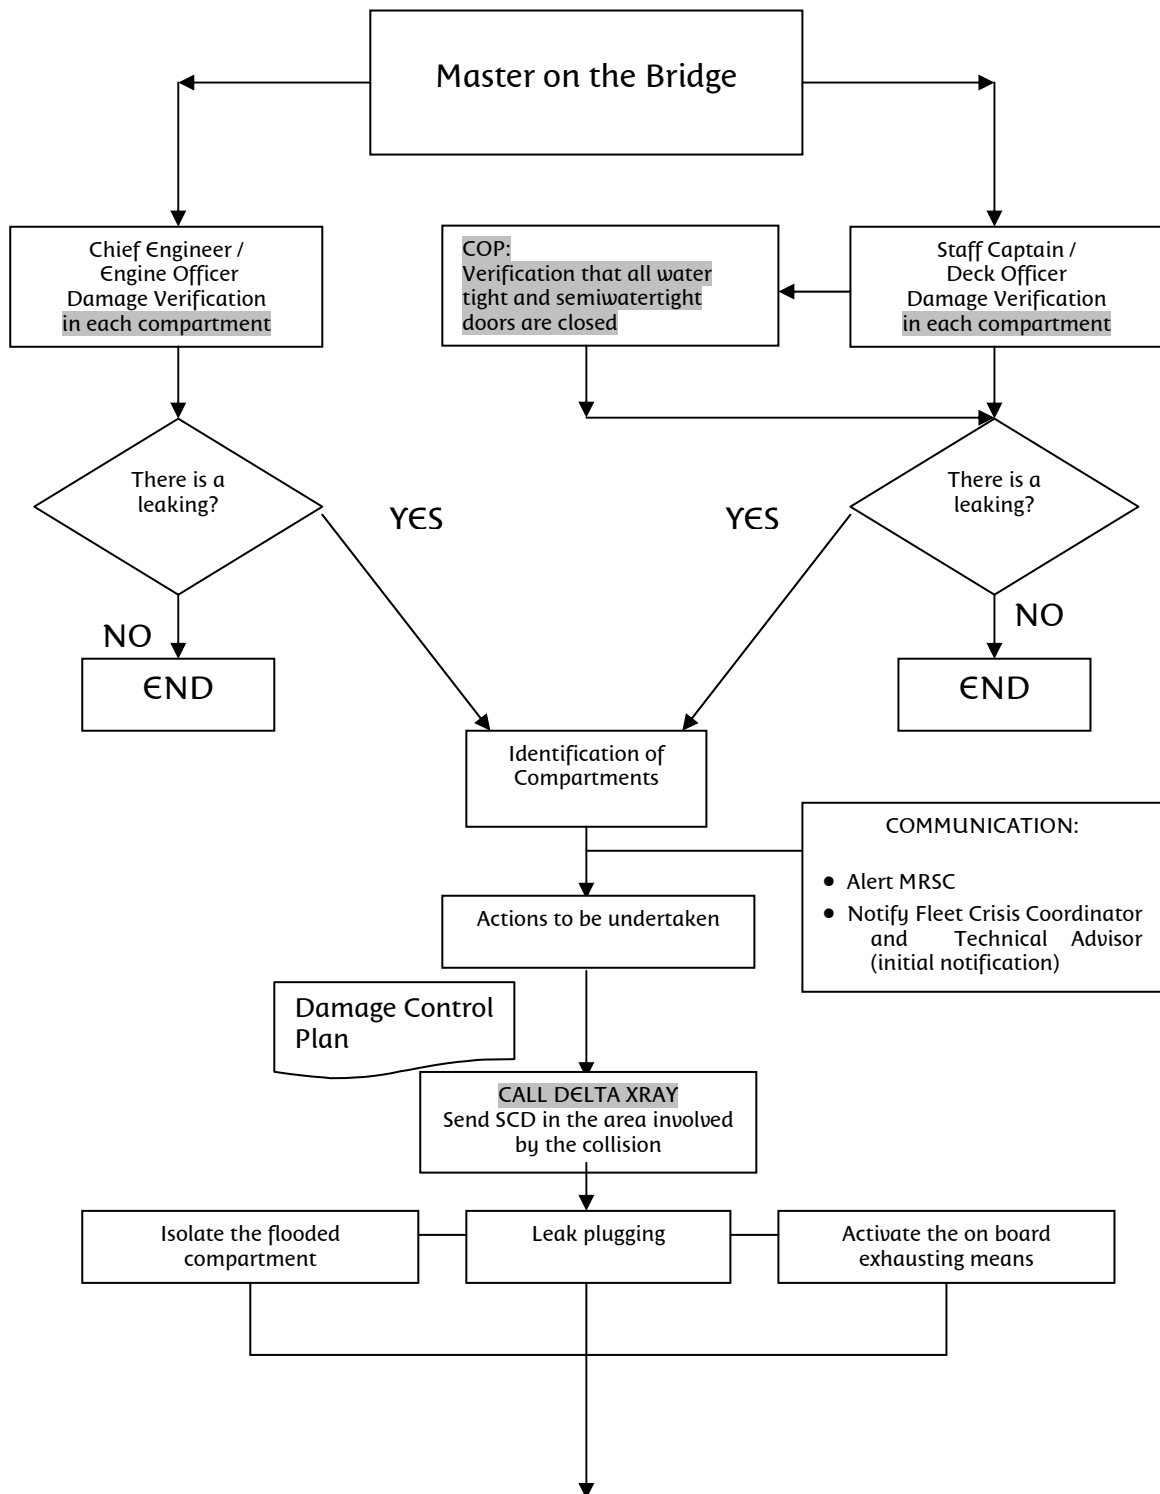 Master on the Bridge
Chief Engineer /
Engine Officer
Damage Verification
in each compartment
COP:
Verification that all water
tight and semiwatertight
doors are closed
Staff Captain /
Deck Officer
Damage Verification
in each compartment
There is a
leaking?
YES
YES
There is a
leaking?
NO
END
NO
END
Identification of
Compartments
COMMUNICATION:
• Alert MRSC
• Notify Fleet Crisis Coordinator
and Technical Advisor
(initial notification)
Actions to be undertaken
Damage Control
Plan
CALL DELTA XRAY
Send SCD in the area involved
by the collision
Isolate the flooded
compartment
Leak plugging
Activate the on board
exhausting means